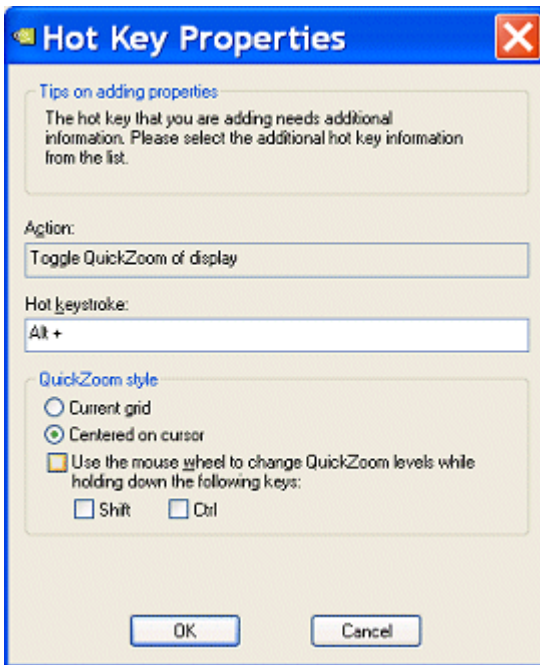 Hot Key Properties
Tips on adding properties
The hot key that you are adding needs additional
information. Please select the additional hot key information
from the list.
Action:
Toggle QuickZoom of display
Hot keystroke:
Alt +
QuickZoom style
Current grid
Centered on cursor
Use the mouse wheel to change QuickZoom levels while
holding down the following keys:
Shift Ctrl
OK Cancel